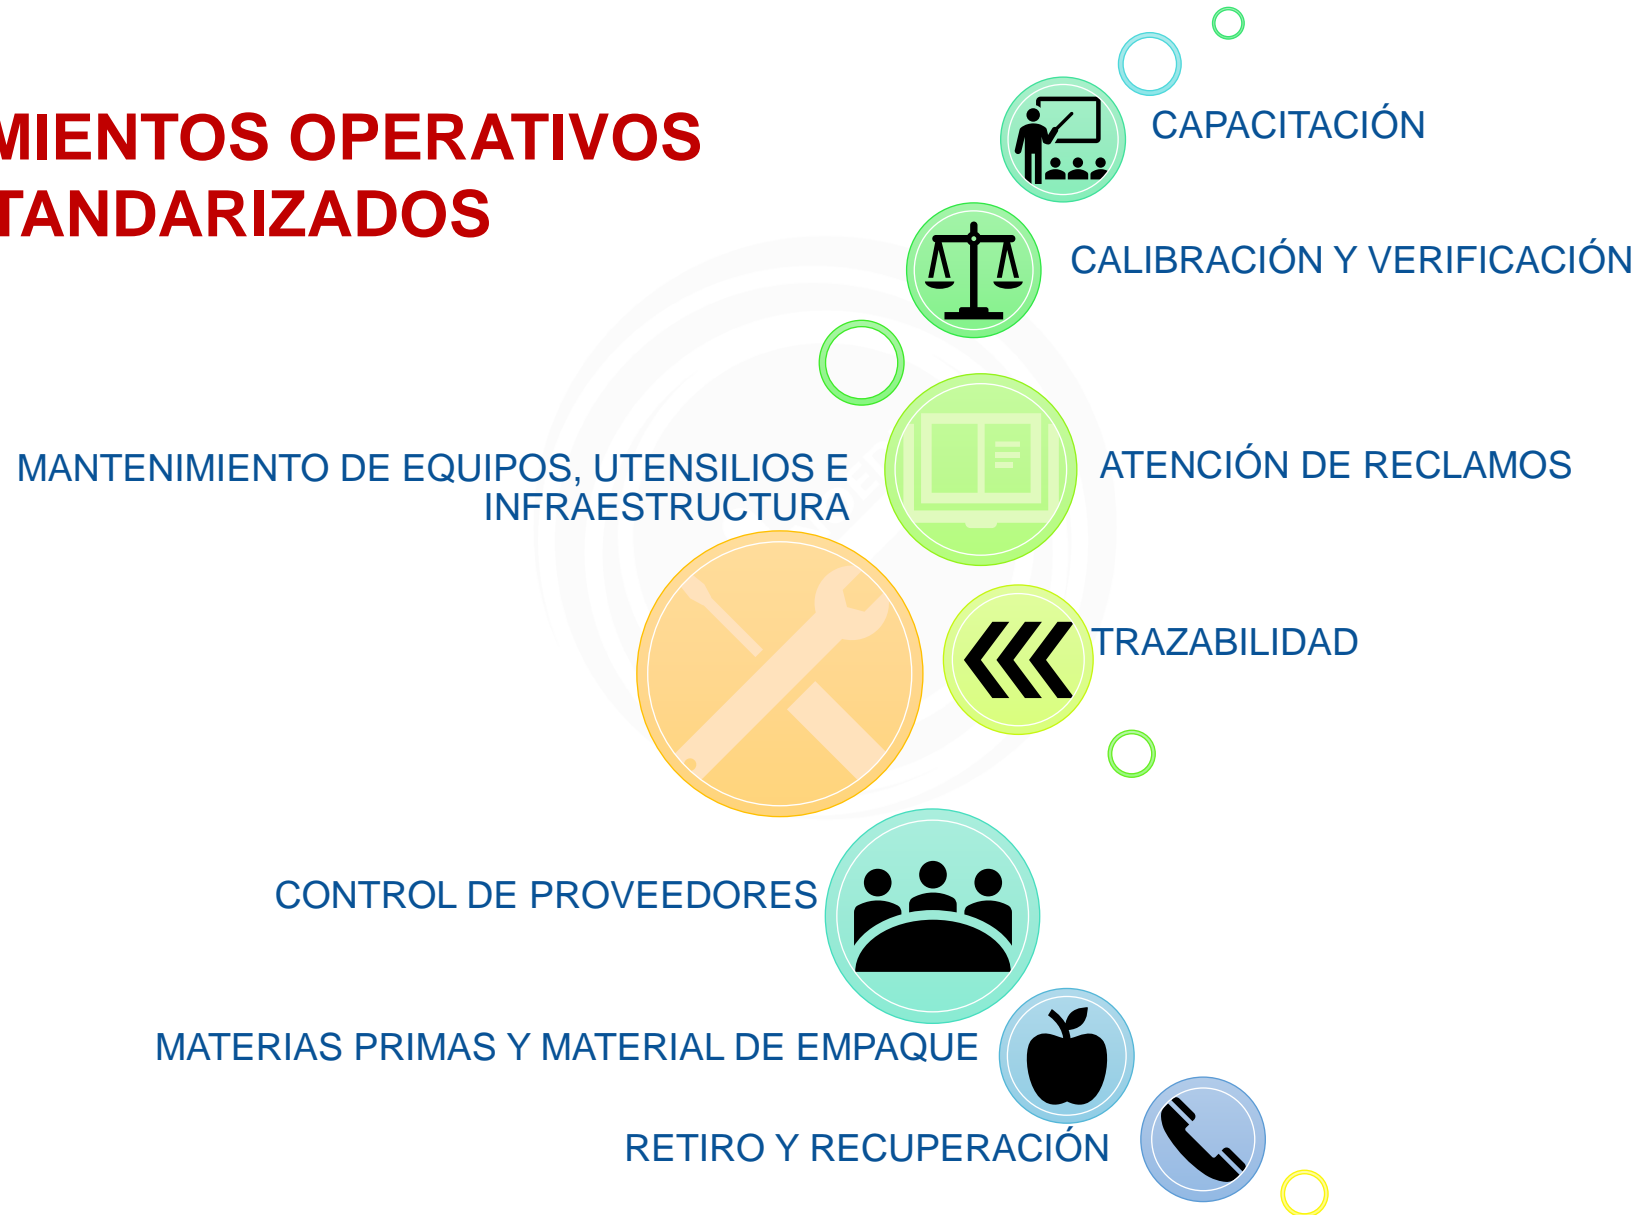 MIENTOS OPERATIVOS
TANDARIZADOS
CAPACITACIÓN
CALIBRACIÓN Y VERIFICACIÓN
MANTENIMIENTO DE EQUIPOS, UTENSILIOS E
INFRAESTRUCTURA
ATENCIÓN DE RECLAMOS
TRAZABILIDAD
CONTROL DE PROVEEDORES
MATERIAS PRIMAS Y MATERIAL DE EMPAQUE
RETIRO Y RECUPERACIÓN